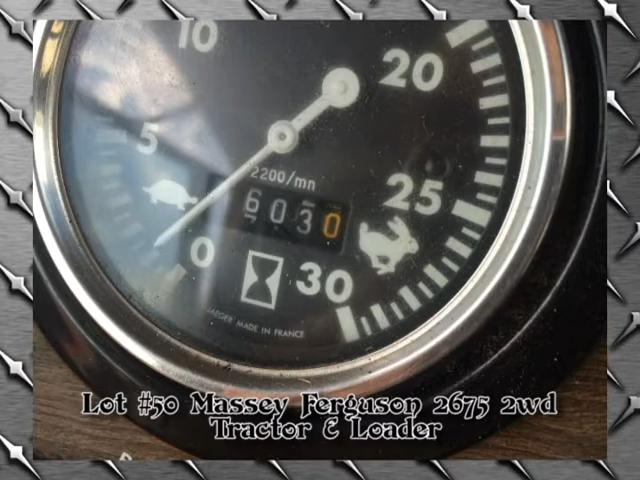 10
20
5
2200/mn
25
6030
0
30
JAEGER MADE IN FRANCE
Lot #50 Massey Ferguson 2675 2wd
Tractor & Loader